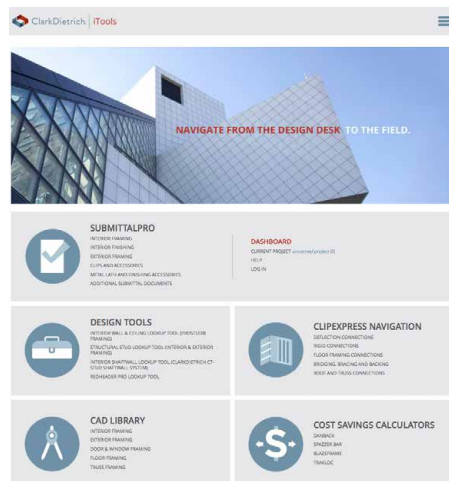 ClarkDietrich iTools
NAVIGATE FROM THE DESIGN DESK TO THE FIELD.
SUBMITTALPRO
INTERIOR FRAMING
INTERIOR FINISHING
EXTERIOR FRAMING
CLIPS AND ACCESSORIES
METAL LATH AND FINISHING ACCESSORIES
ADDITIONAL SUBMITTAL DOCUMENTS
DASHBOARD
CURRENT PROJECT unnamed project (0)
HELP
LOG IN
DESIGN TOOLS
INTERIOR WALL & CEILING LOOKUP TOOL (PROSTUD®
FRAMING)
STRUCTURAL STUD LOOKUP TOOL (INTERIOR & EXTERIOR
FRAMING)
INTERIOR SHAFTWALL LOOKUP TOOL (CLARKDIETRICH CT-
STUD SHAFTWALL SYSTEM)
REDHEADER PRO LOOKUP TOOL
CLIPEXPRESS NAVIGATION
DEFLECTION CONNECTIONS
RIGID CONNECTIONS
FLOOR FRAMING CONNECTIONS
BRIDGING, BRACING AND BACKING
ROOF AND TRUSS CONNECTIONS
CAD LIBRARY
INTERIOR FRAMING
EXTERIOR FRAMING
DOOR & WINDOW FRAMING
FLOOR FRAMING
TRUSS FRAMING
COST SAVINGS CALCULATORS
DANBACK
SPAZZER BAR
BLAZEFRAME
TRAKLOC